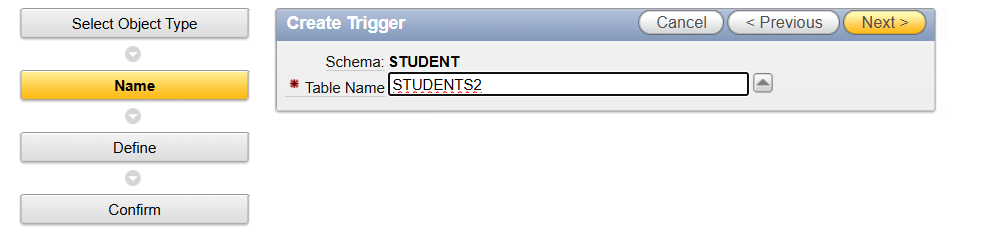 Select Object Type
Name
Define
Confirm
Create Trigger
Cancel
< Previous
Next >
Schema: STUDENT
* Table Name STUDENTS2